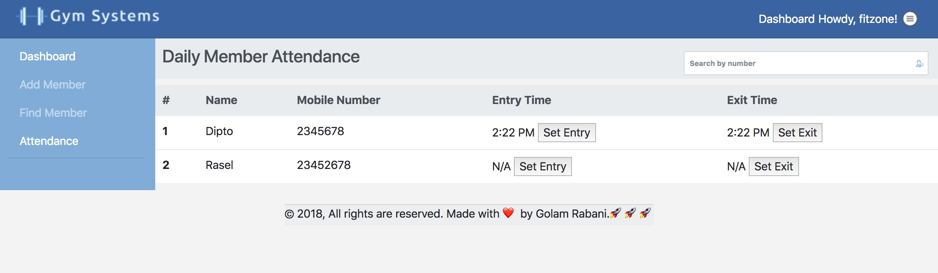 Gym Systems
Dashboard Howdy, fitzone!
Dashboard
Add Member
Find Member
Attendance
Daily Member Attendance
Search by number
# Name Mobile Number Entry Time Exit Time
1 Dipto 2345678 2:22 PM Set Entry 2:22 PM Set Exit
2 Rasel 23452678 N/A Set Entry N/A Set Exit
© 2018, All rights are reserved. Made with ❤️ by Golam Rabani.🚀 🚀 🚀